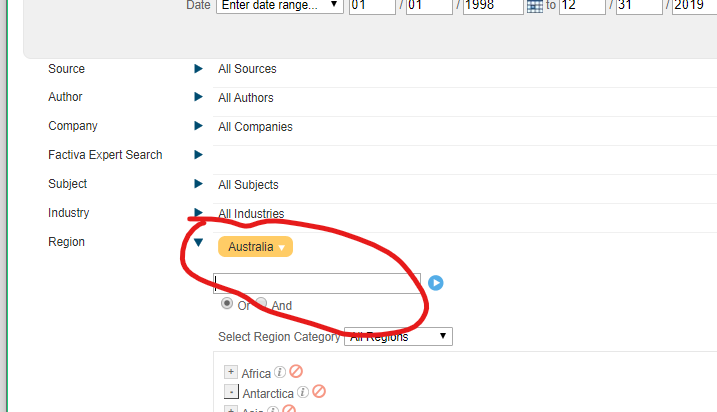 Date Enter date range... 01 / 01 / 1998 to 12 / 31 / 2019
Source All Sources
Author All Authors
Company All Companies
Factiva Expert Search
Subject All Subjects
Industry All Industries
Region Australia
Or And
Select Region Category All Regions
+ Africa
- Antarctica
+ Asia